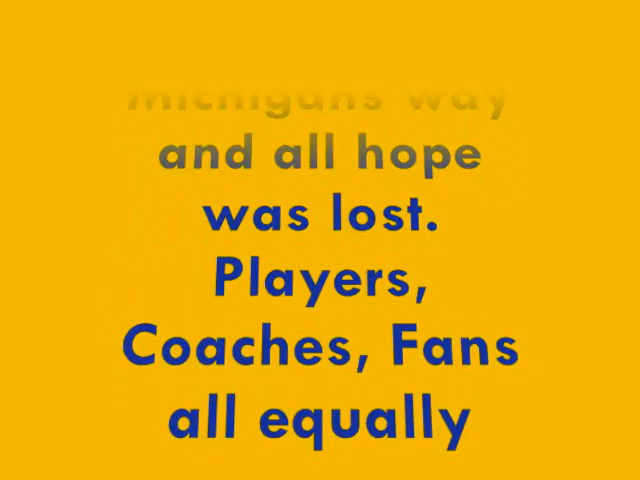 Michigans way
and all hope
was lost.
Players,
Coaches, Fans
all equally